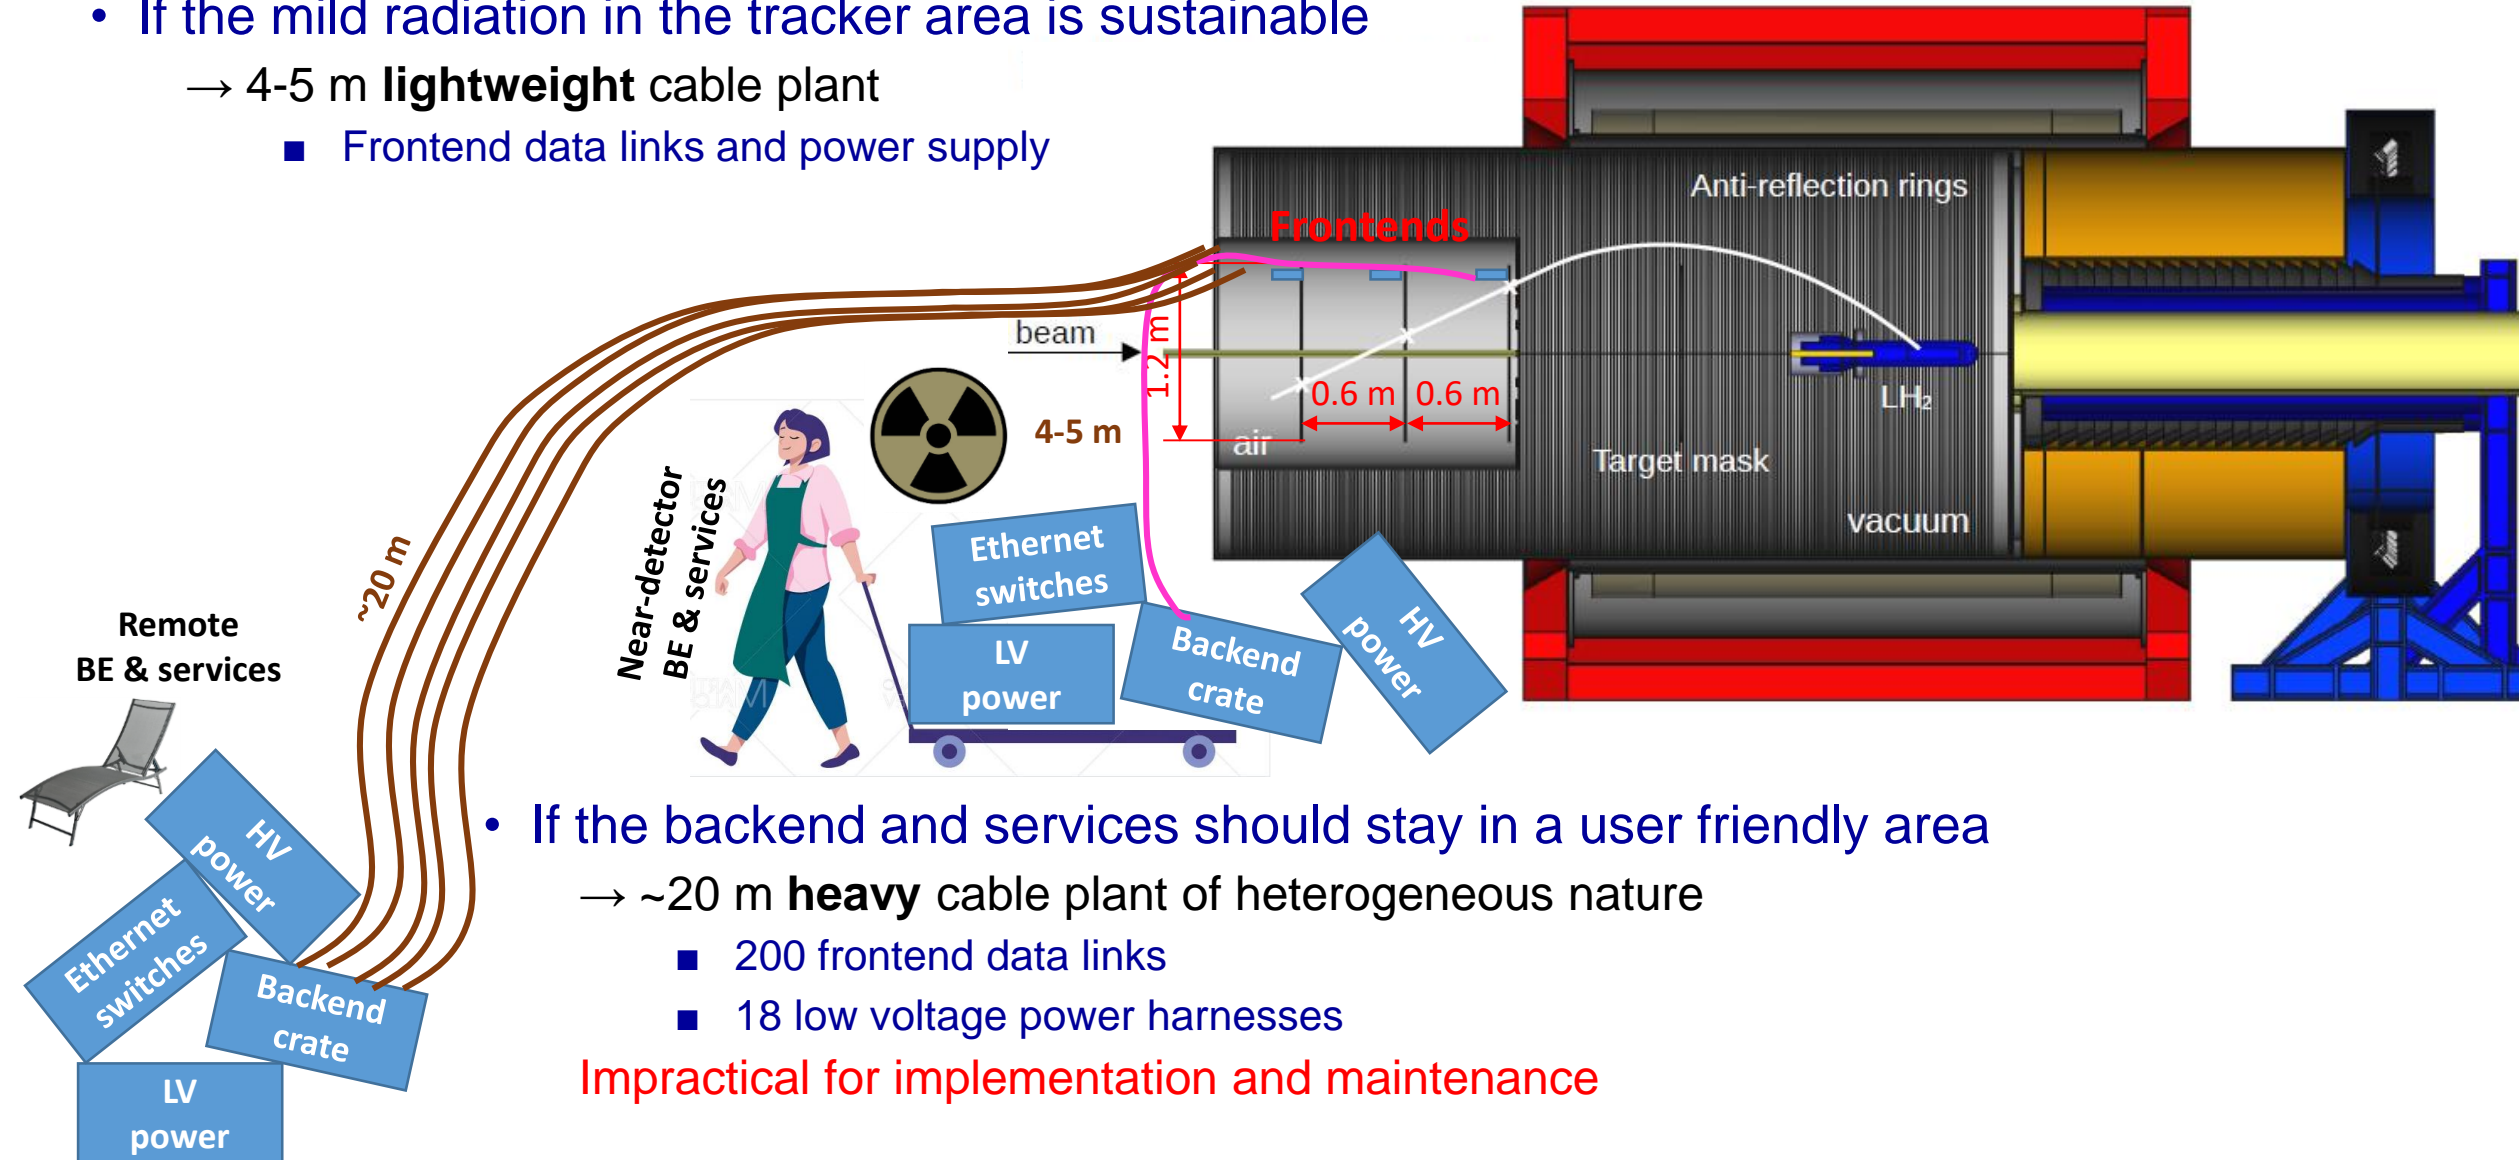 • If the mild radiation in the tracker area is sustainable
→ 4-5 m lightweight cable plant
■ Frontend data links and power supply
Anti-reflection rings
Frontends
beam
1.2 m
0.6 m
0.6 m
LH₂
air
Target mask
vacuum
4-5 m
~20 m
Near-detector
BE & services
Ethernet
switches
LV
power
Backend
crate
HV
power
Remote
BE & services
HV
power
Ethernet
switches
Backend
crate
LV
power
• If the backend and services should stay in a user friendly area
→ ~20 m heavy cable plant of heterogeneous nature
■ 200 frontend data links
■ 18 low voltage power harnesses
Impractical for implementation and maintenance